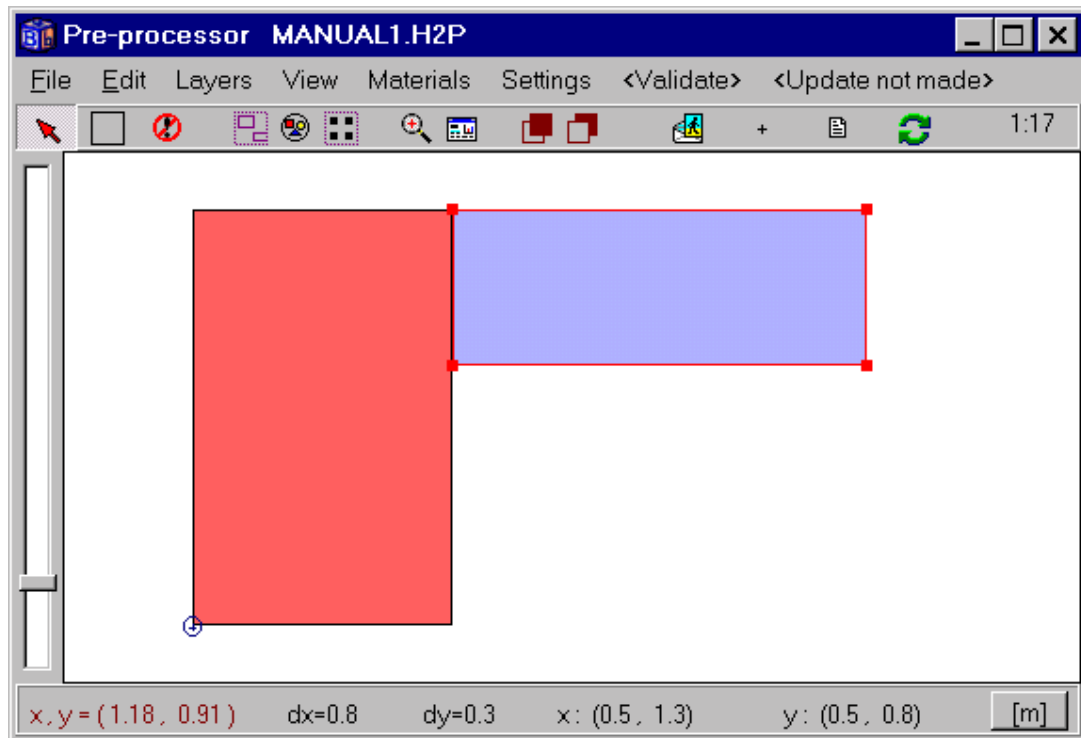 Pre-processor MANUAL1.H2P
File Edit Layers View Materials Settings <Validate> <Update not made>
1:17
x,y=(1.18, 0.91) dx=0.8 dy=0.3 x: (0.5, 1.3) y: (0.5, 0.8) [m]